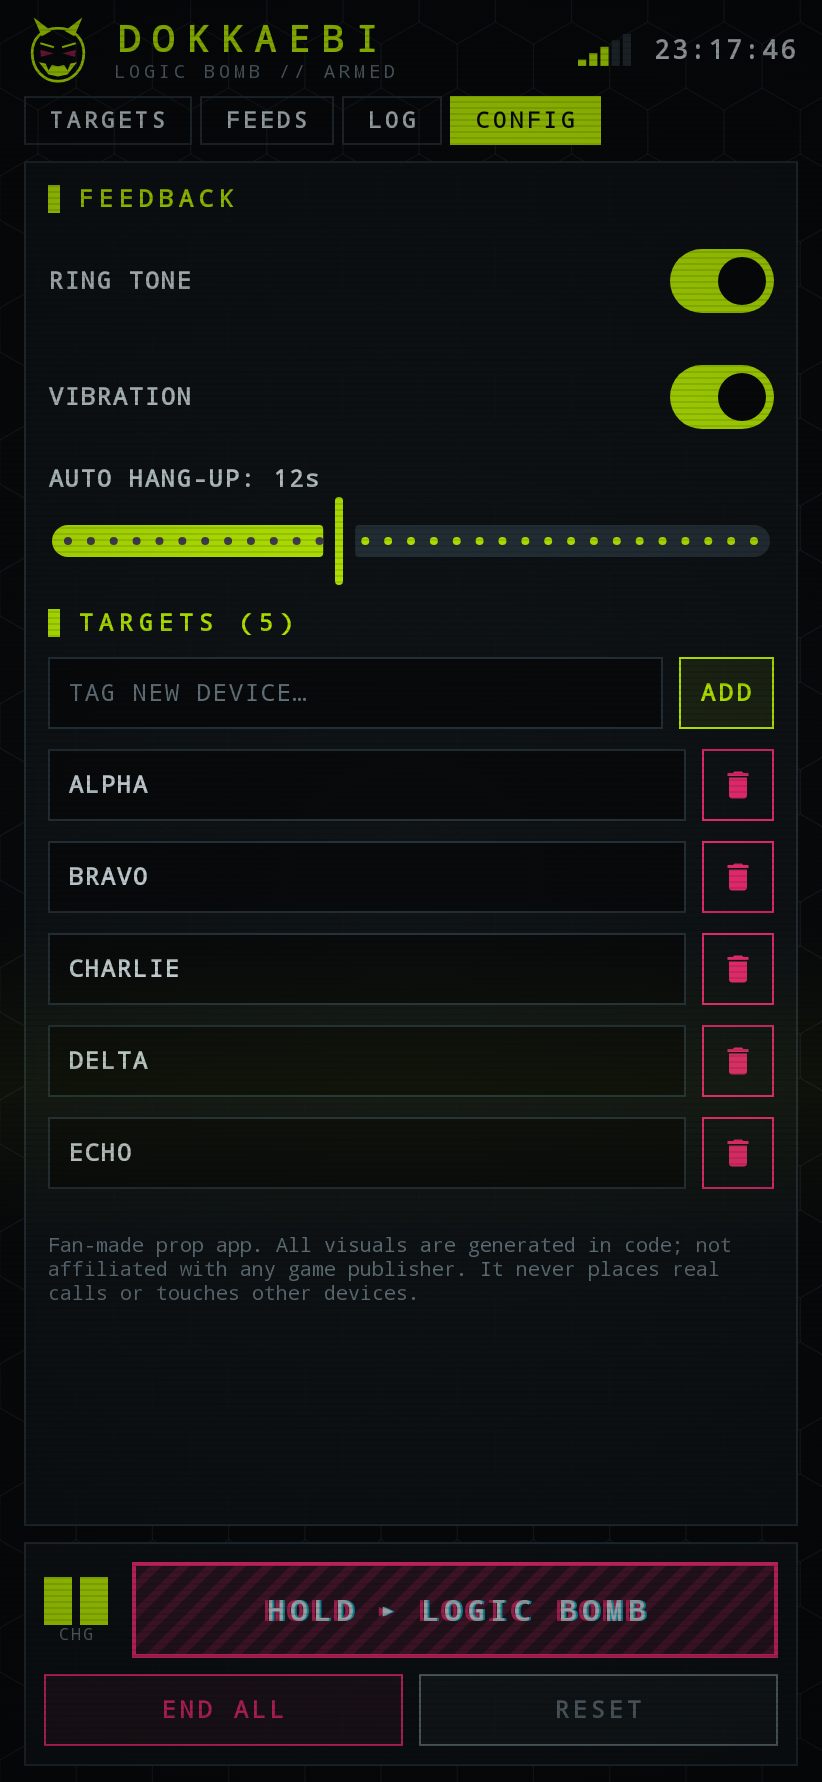 DOKKAEBI
LOGIC BOMB // ARMED
23:17:46
TARGETS
FEEDS
LOG
CONFIG
FEEDBACK
RING TONE
VIBRATION
AUTO HANG-UP: 12s
TARGETS (5)
TAG NEW DEVICE…
ADD
ALPHA
BRAVO
CHARLIE
DELTA
ECHO
Fan-made prop app. All visuals are generated in code; not
affiliated with any game publisher. It never places real
calls or touches other devices.
CHG
HOLD ▸ LOGIC BOMB
END ALL
RESET